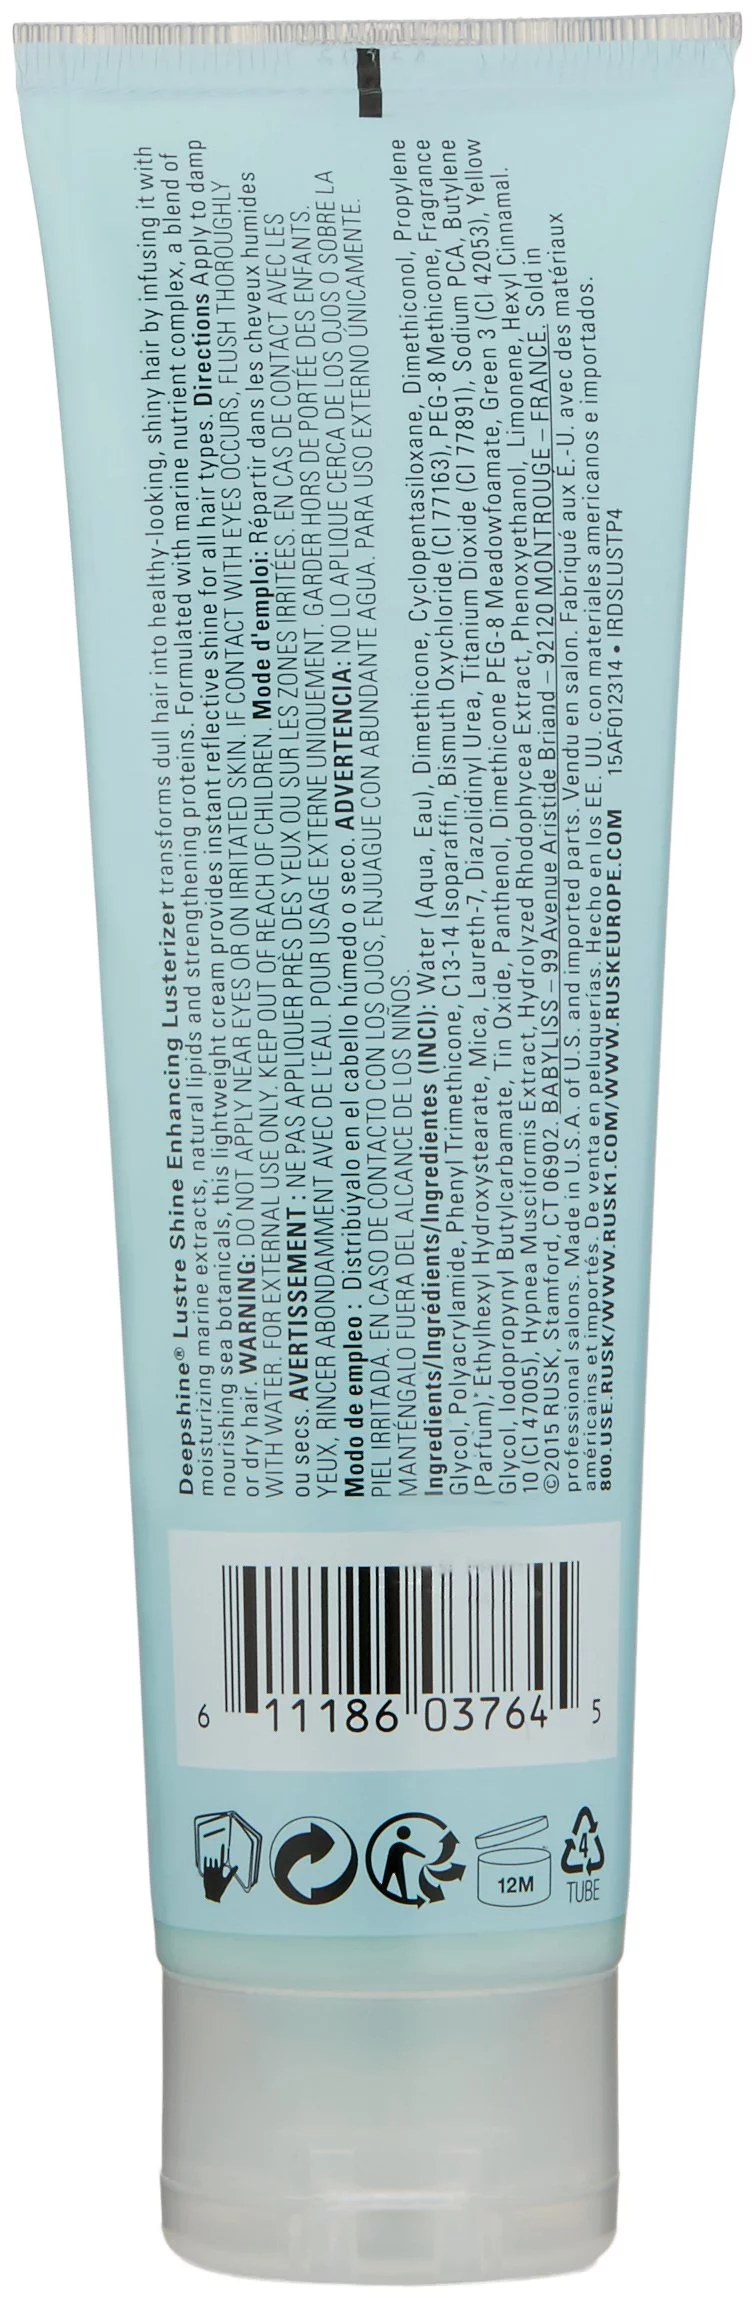 Deepshine® Lustre Shine Enhancing Lusterizer transforms dull hair into healthy-looking, shiny hair by infusing it with
moisturizing marine extracts, natural lipids and strengthening proteins. Formulated with marine nutrient complex, a blend of
nourishing sea botanicals, this lightweight cream provides instant reflective shine for all hair types. Directions Apply to damp
or dry hair. WARNING: DO NOT APPLY NEAR EYES OR ON IRRITATED SKIN. IF CONTACT WITH EYES OCCURS, FLUSH THOROUGHLY
WITH WATER. FOR EXTERNAL USE ONLY. KEEP OUT OF REACH OF CHILDREN. Mode d'emploi: Répartir dans les cheveux humides
ou secs. AVERTISSEMENT : NE PAS APPLIQUER PRÈS DES YEUX OU SUR LES ZONES IRRITÉES. EN CAS DE CONTACT AVEC LES
YEUX, RINCER ABONDAMMENT AVEC DE L'EAU. POUR USAGE EXTERNE UNIQUEMENT. GARDER HORS DE PORTÉE DES ENFANTS.
Modo de empleo : Distribúyalo en el cabello húmedo o seco. ADVERTENCIA: NO LO APLIQUE CERCA DE LOS OJOS O SOBRE LA
PIEL IRRITADA. EN CASO DE CONTACTO CON LOS OJOS, ENJUAGUE CON ABUNDANTE AGUA. PARA USO EXTERNO ÚNICAMENTE.
MANTÉNGALO FUERA DEL ALCANCE DE LOS NIÑOS.
Ingredients/Ingrédients/Ingredientes (INCI): Water (Aqua, Eau), Dimethicone, Cyclopentasiloxane, Dimethiconol, Propylene
Glycol, Polyacrylamide, Phenyl Trimethicone, C13-14 Isoparaffin, Bismuth Oxychloride (CI 77163), PEG-8 Methicone, Fragrance
(Parfum), Ethylhexyl Hydroxystearate, Mica, Laureth-7, Diazolidinyl Urea, Titanium Dioxide (CI 77891), Sodium PCA, Butylene
Glycol, Iodopropynyl Butylcarbamate, Tin Oxide, Panthenol, Dimethicone PEG-8 Meadowfoamate, Green 3 (CI 42053), Yellow
10 (CI 47005), Hypnea Musciformis Extract, Hydrolyzed Rhodophycea Extract, Phenoxyethanol, Limonene, Hexyl Cinnamal.
©2015 RUSK, Stamford, CT 06902. BABYLISS – 99 Avenue Aristide Briand – 92120 MONTROUGE – FRANCE. Sold in
professional salons. Made in U.S.A. of U.S. and imported parts. Vendu en salon. Fabriqué aux É.-U. avec des matériaux
américains et importés. De venta en peluquerías. Hecho en los EE. UU. con materiales americanos e importados.
800.USE.RUSK/WWW.RUSK1.COM/WWW.RUSKEUROPE.COM 15AF012314 • IRDSLUSTP4
6 11186 03764 5
12M
4
TUBE